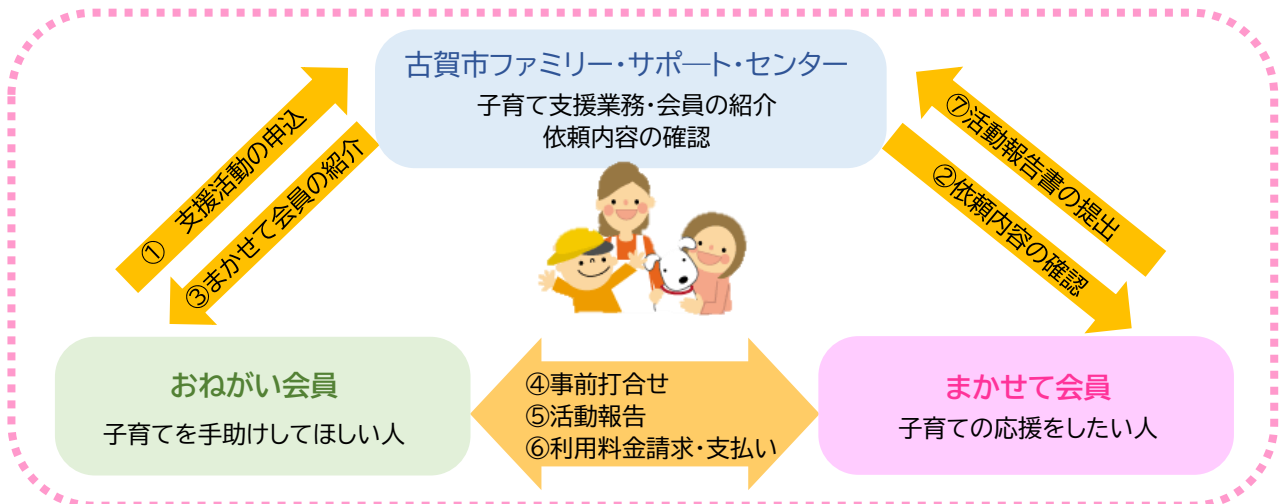 古賀市ファミリー・サポート・センター
子育て支援業務・会員の紹介
依頼内容の確認
①　支援活動の申込
③まかせて会員の紹介
⑦活動報告書の提出
②依頼内容の確認
おねがい会員
子育てを手助けしてほしい人
④事前打合せ
⑤活動報告
⑥利用料金請求・支払い
まかせて会員
子育ての応援をしたい人